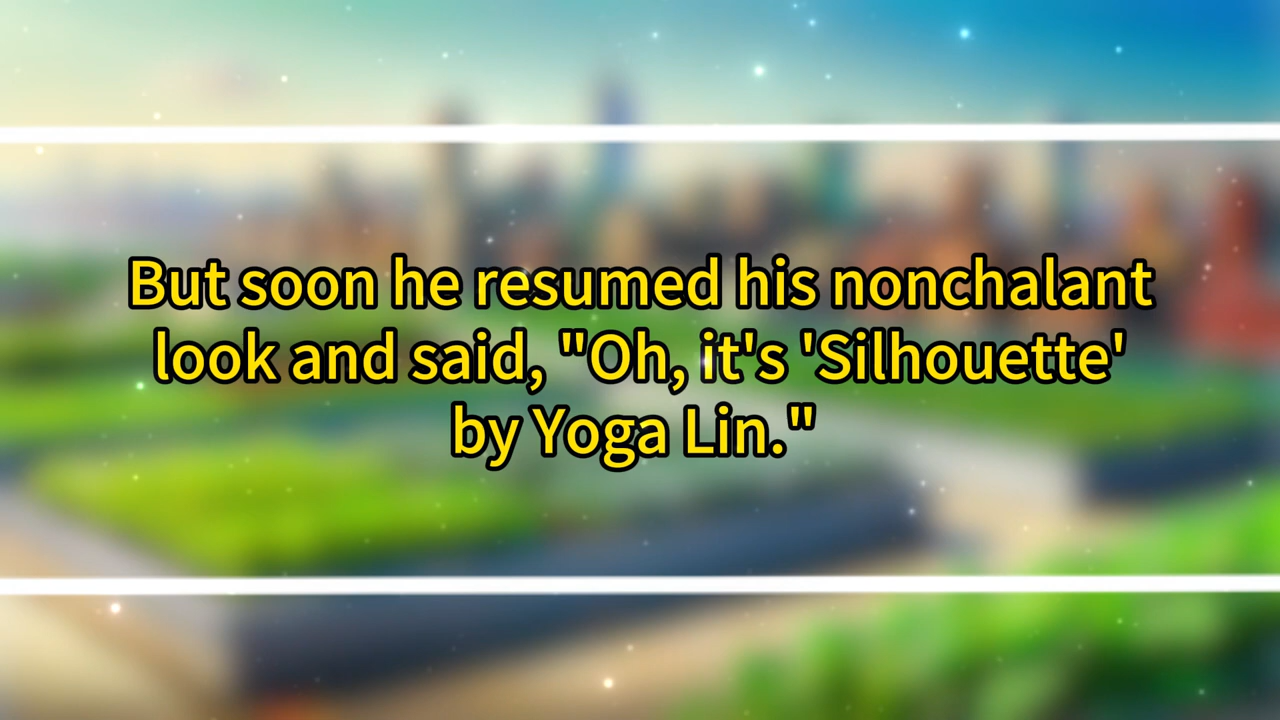 But soon he resumed his nonchalant
look and said, "Oh, it's 'Silhouette'
by Yoga Lin."